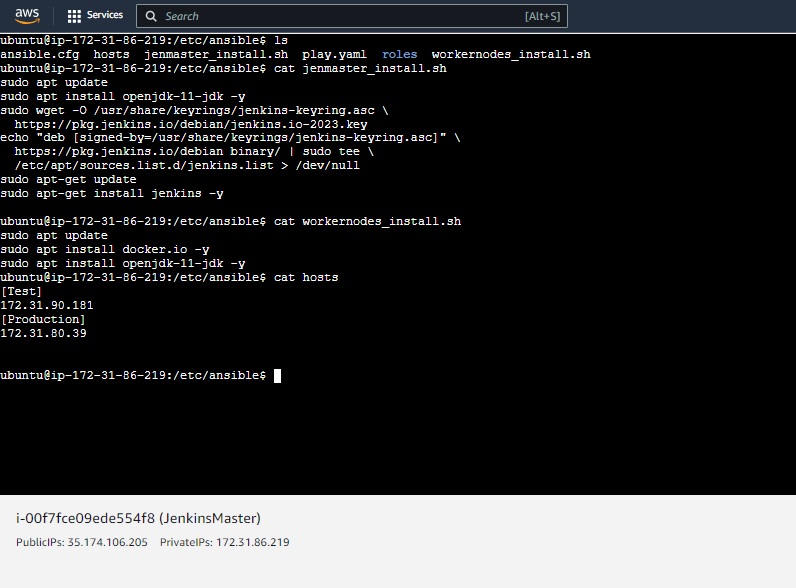 aws
Services
Search
[Alt+S]
ubuntu@ip-172-31-86-219:/etc/ansible$ ls
ansible.cfg  hosts  jenmaster_install.sh  play.yaml  roles  workernodes_install.sh
ubuntu@ip-172-31-86-219:/etc/ansible$ cat jenmaster_install.sh
sudo apt update
sudo apt install openjdk-11-jdk -y
sudo wget -O /usr/share/keyrings/jenkins-keyring.asc \
  https://pkg.jenkins.io/debian/jenkins.io-2023.key
echo "deb [signed-by=/usr/share/keyrings/jenkins-keyring.asc]" \
  https://pkg.jenkins.io/debian binary/ | sudo tee \
  /etc/apt/sources.list.d/jenkins.list > /dev/null
sudo apt-get update
sudo apt-get install jenkins -y
ubuntu@ip-172-31-86-219:/etc/ansible$ cat workernodes_install.sh
sudo apt update
sudo apt install docker.io -y
sudo apt install openjdk-11-jdk -y
ubuntu@ip-172-31-86-219:/etc/ansible$ cat hosts
[Test]
172.31.90.181
[Production]
172.31.80.39
ubuntu@ip-172-31-86-219:/etc/ansible$
i-00f7fce09ede554f8 (JenkinsMaster)
PublicIPs: 35.174.106.205    PrivateIPs: 172.31.86.219